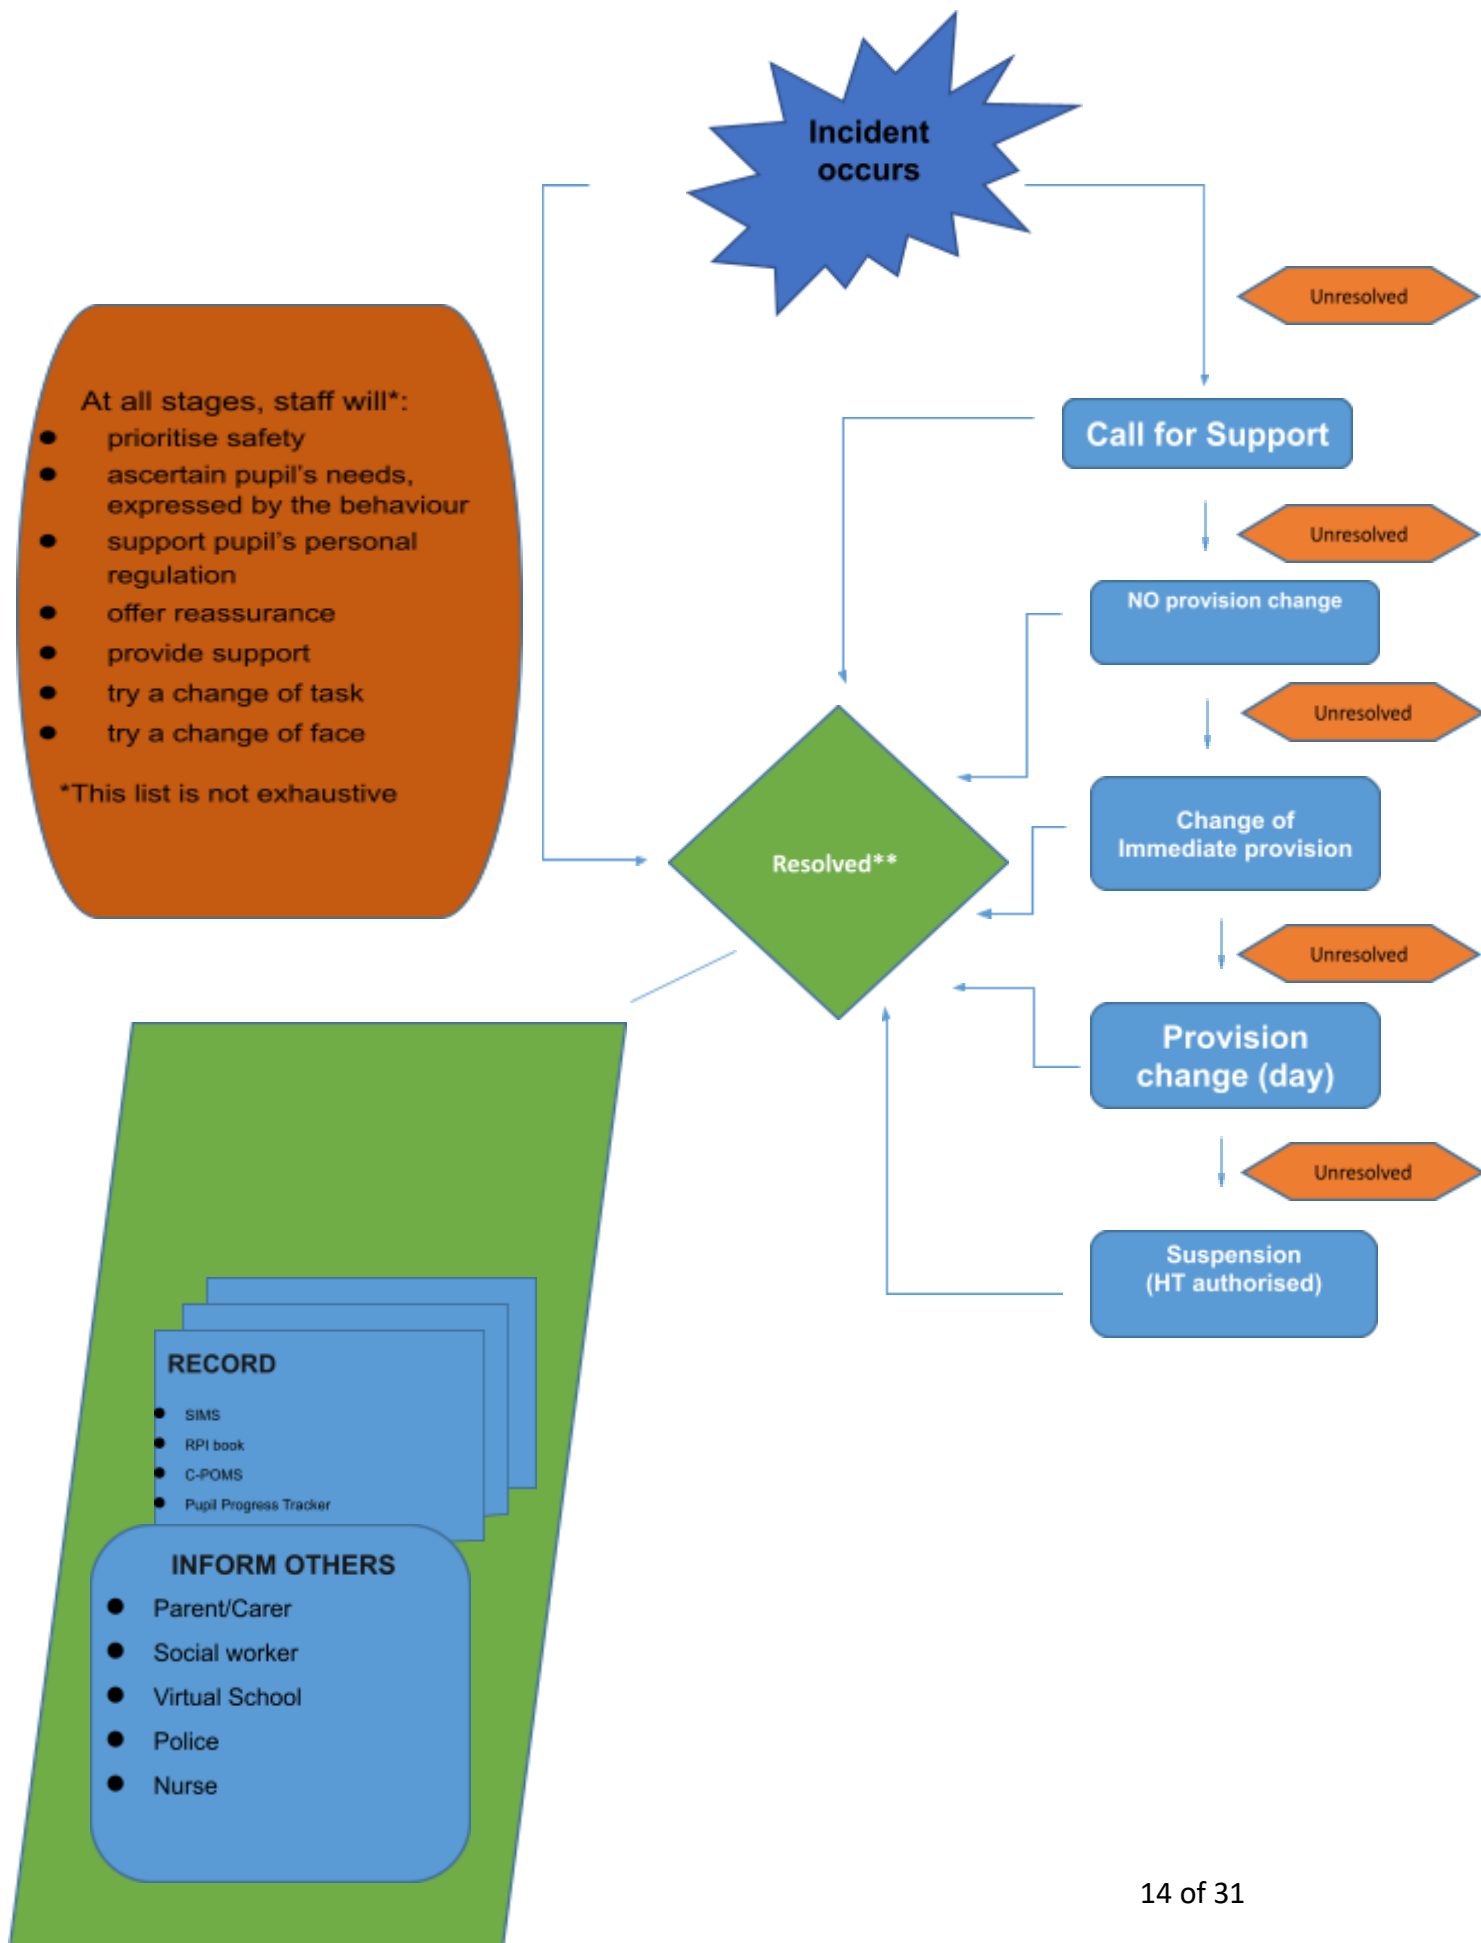 Incident
occurs
Unresolved
Call for Support
Unresolved
NO provision change
Unresolved
Change of
Immediate provision
Unresolved
Provision
change (day)
Unresolved
Suspension
(HT authorised)
Resolved**
At all stages, staff will*:
● prioritise safety
● ascertain pupil's needs,
expressed by the behaviour
● support pupil's personal
regulation
● offer reassurance
● provide support
● try a change of task
● try a change of face
*This list is not exhaustive
RECORD
● SIMS
● RPI book
● C-POMS
● Pupil Progress Tracker
INFORM OTHERS
● Parent/Carer
● Social worker
● Virtual School
● Police
● Nurse
14 of 31